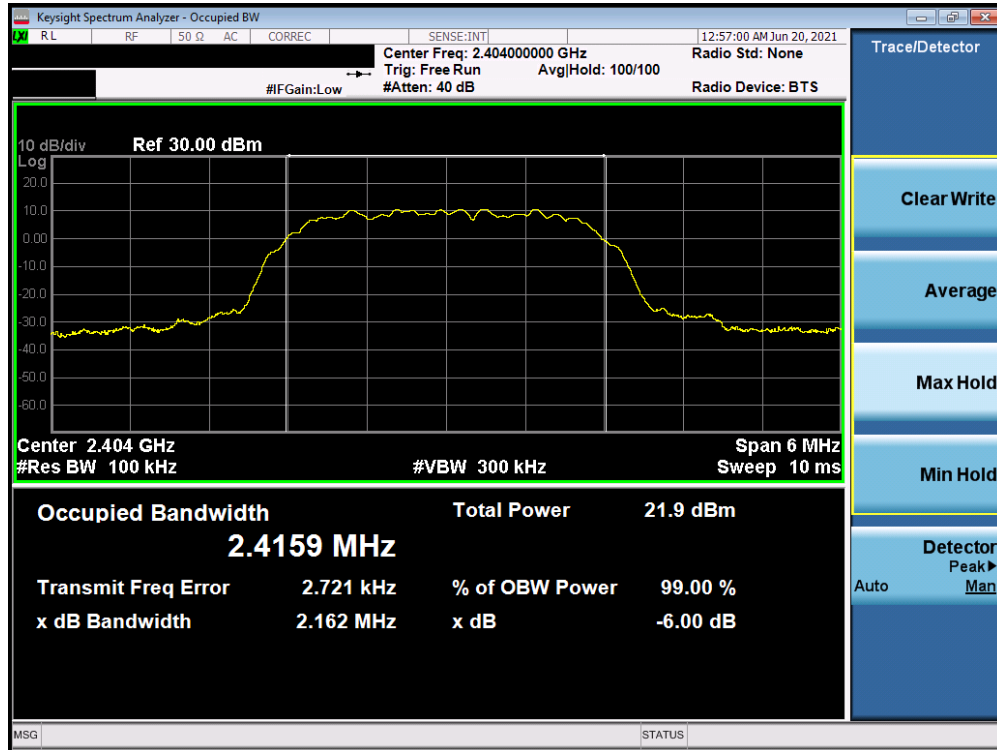 Keysight Spectrum Analyzer - Occupied BW
LXI RL RF 50 Ω AC CORREC SENSE:INT 12:57:00 AM Jun 20, 2021
Center Freq: 2.404000000 GHz Radio Std: None
Trig: Free Run Avg|Hold: 100/100
#IFGain:Low #Atten: 40 dB Radio Device: BTS
10 dB/div Ref 30.00 dBm
Log
20.0
10.0
0.00
-10.0
-20.0
-30.0
-40.0
-50.0
-60.0
Center 2.404 GHz Span 6 MHz
#Res BW 100 kHz #VBW 300 kHz Sweep 10 ms
Occupied Bandwidth Total Power 21.9 dBm
2.4159 MHz
Transmit Freq Error 2.721 kHz % of OBW Power 99.00 %
x dB Bandwidth 2.162 MHz x dB -6.00 dB
Trace/Detector
Clear Write
Average
Max Hold
Min Hold
Detector
Peak▶
Auto Man
MSG STATUS